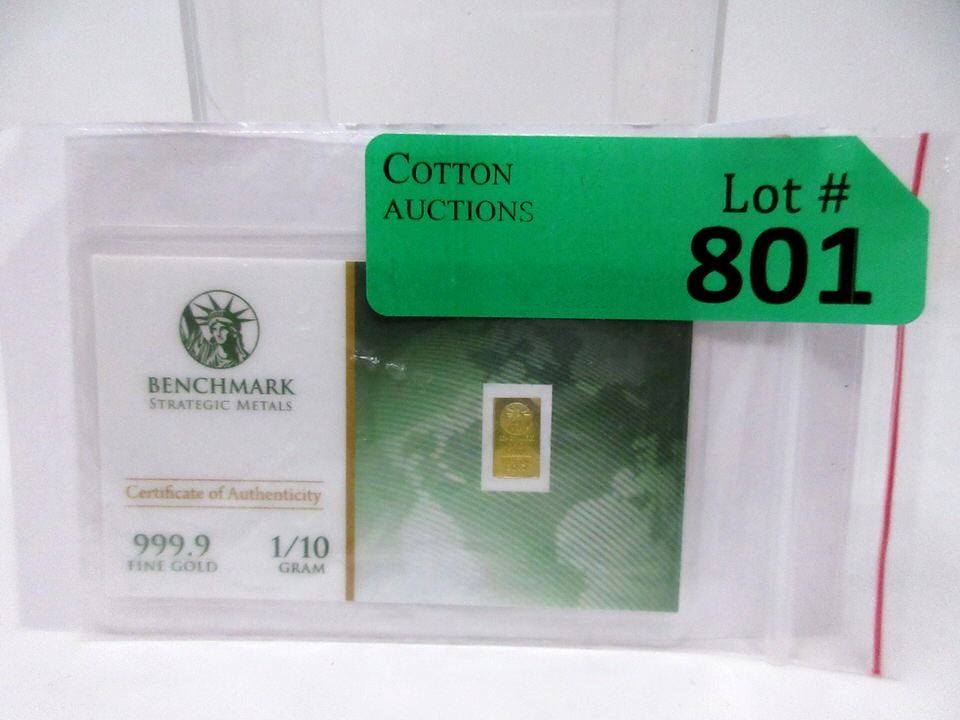 COTTON
AUCTIONS
Lot #
801
BENCHMARK
STRATEGIC METALS
Certificate of Authenticity
999.9
FINE GOLD
1/10
GRAM